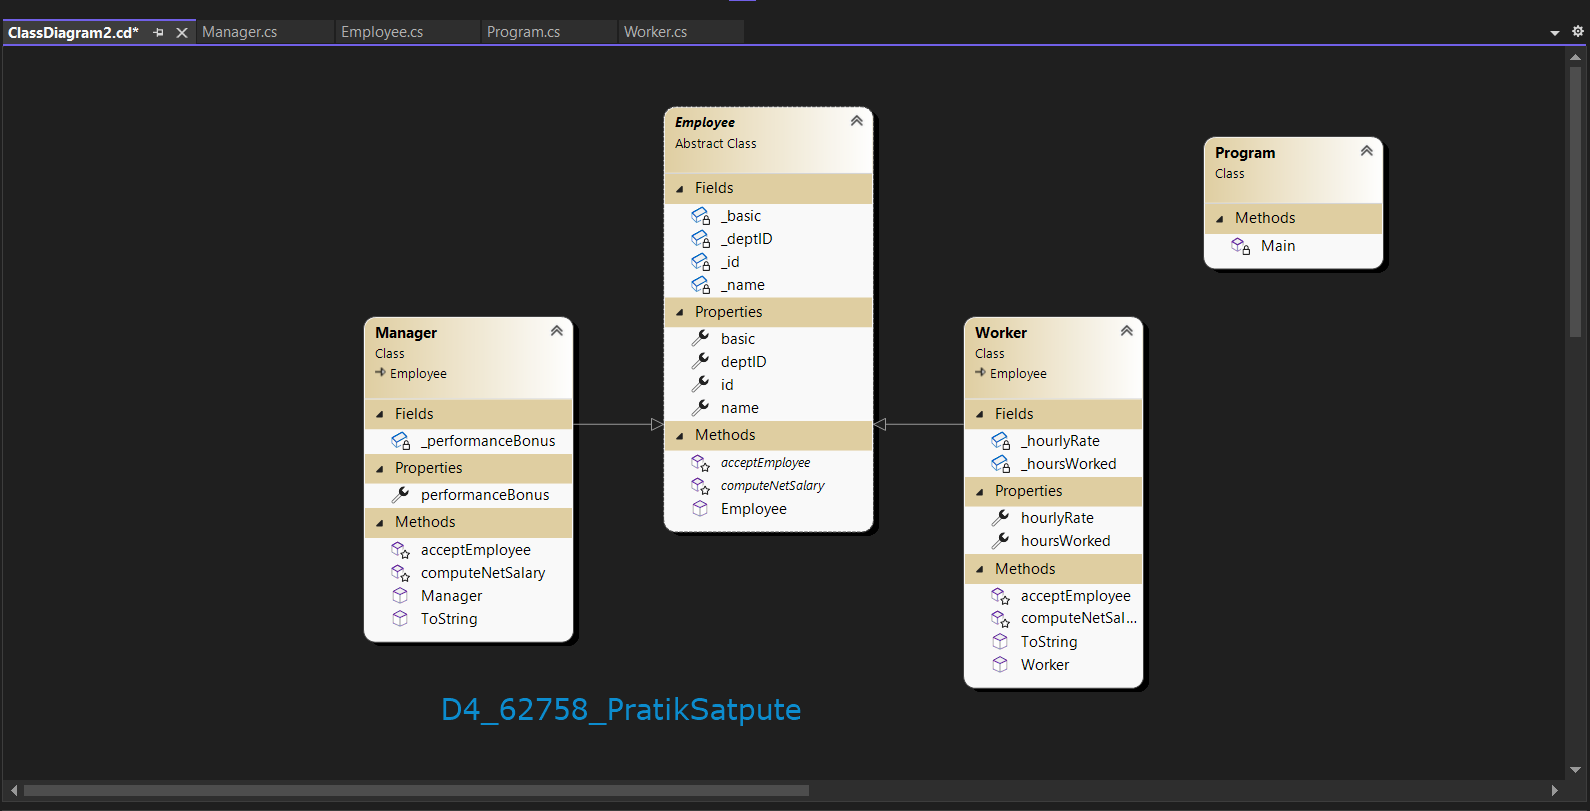 ClassDiagram2.cd*
Manager.cs
Employee.cs
Program.cs
Worker.cs
Employee
Abstract Class
Fields
_basic
_deptID
_id
_name
Properties
basic
deptID
id
name
Methods
acceptEmployee
computeNetSalary
Employee
Program
Class
Methods
Main
Manager
Class
Employee
Fields
_performanceBonus
Properties
performanceBonus
Methods
acceptEmployee
computeNetSalary
Manager
ToString
Worker
Class
Employee
Fields
_hourlyRate
_hoursWorked
Properties
hourlyRate
hoursWorked
Methods
acceptEmployee
computeNetSal...
ToString
Worker
D4_62758_PratikSatpute